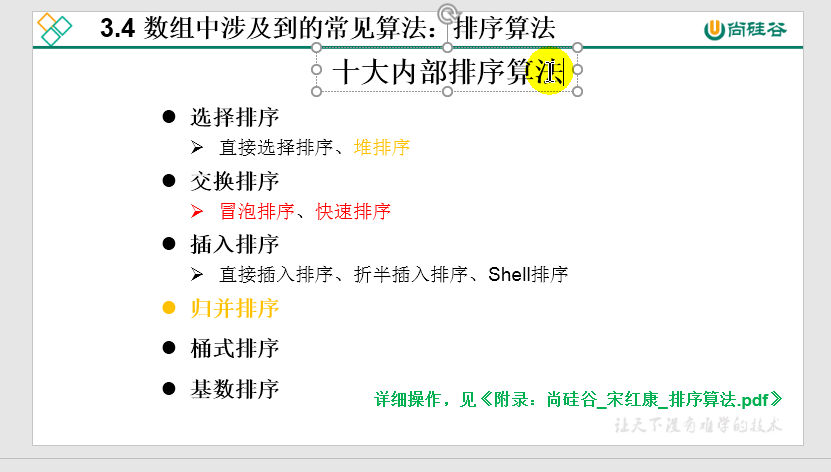 3.4 数组中涉及到的常见算法：排序算法
尚硅谷
十大内部排序算法
选择排序
直接选择排序、堆排序
交换排序
冒泡排序、快速排序
插入排序
直接插入排序、折半插入排序、Shell排序
归并排序
桶式排序
基数排序
详细操作，见《附录：尚硅谷_宋红康_排序算法.pdf》
让天下没有难学的技术